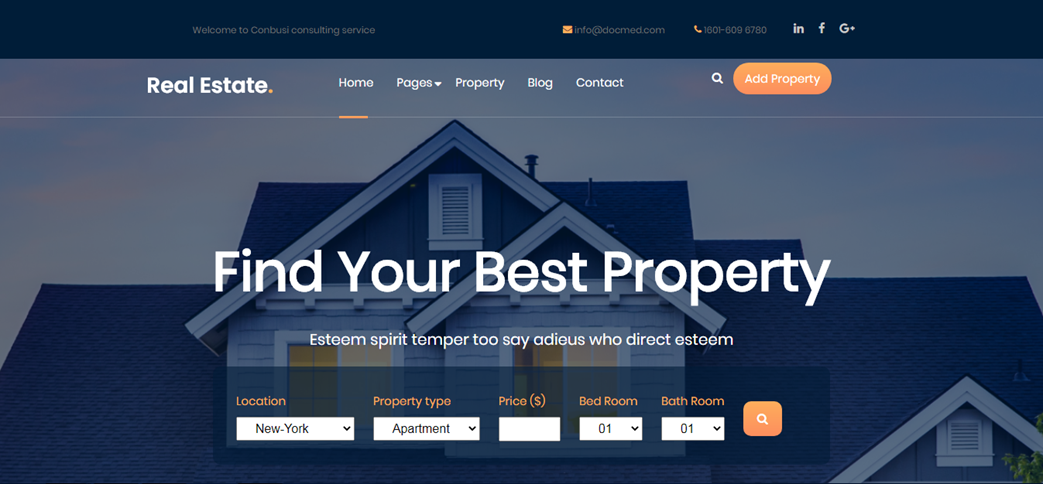 Welcome to Conbusi consulting service info@docmed.com 1601-609 6780 in f G+
Real Estate. Home Pages Property Blog Contact Add Property
Find Your Best Property
Esteem spirit temper too say adieus who direct esteem
Location Property type Price ($) Bed Room Bath Room
New-York Apartment 01 01